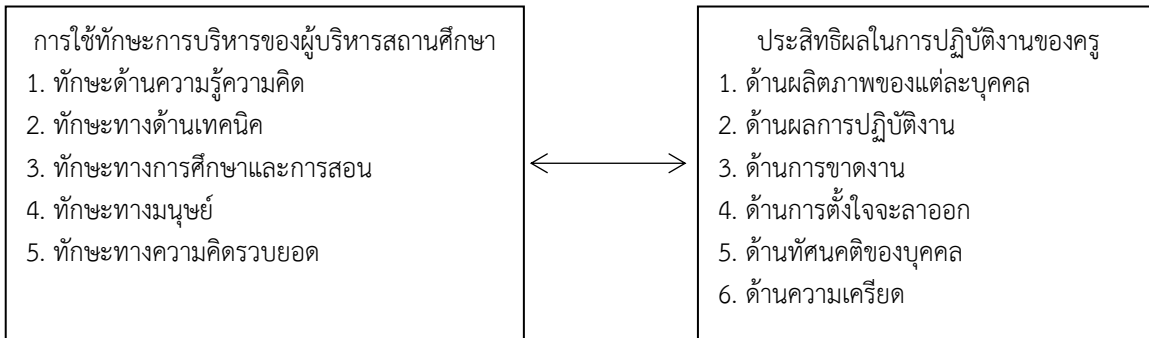 การใช้ทักษะการบริหารของผู้บริหารสถานศึกษา
1. ทักษะด้านความรู้ความคิด
2. ทักษะทางด้านเทคนิค
3. ทักษะทางการศึกษาและการสอน
4. ทักษะทางมนุษย์
5. ทักษะทางความคิดรวบยอด
ประสิทธิผลในการปฏิบัติงานของครู
1. ด้านผลิตภาพของแต่ละบุคคล
2. ด้านผลการปฏิบัติงาน
3. ด้านการขาดงาน
4. ด้านการตั้งใจจะลาออก
5. ด้านทัศนคติของบุคคล
6. ด้านความเครียด